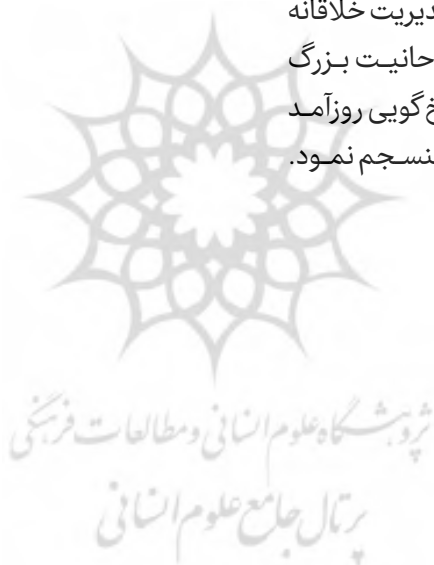 دیریت خلاقانه
حانیت بزرگ
خ‌گویی روزآمد
نسجم نمود.
پژوهشگاه علوم انسانی و مطالعات فرهنگی
پرتال جامع علوم انسانی